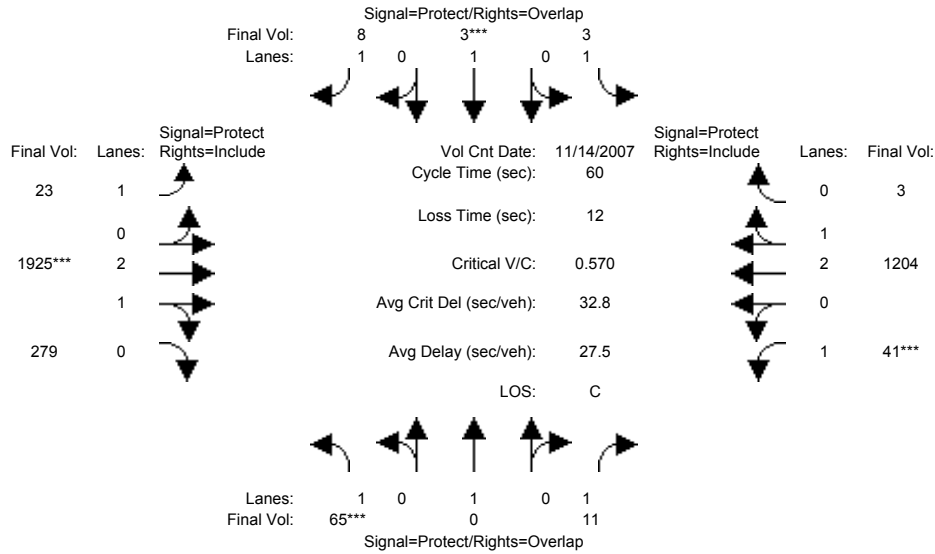 Signal=Protect/Rights=Overlap
Final Vol: 8 3*** 3
Lanes: 1 0 1 0 1
Signal=Protect Signal=Protect
Final Vol: Lanes: Rights=Include Vol Cnt Date: 11/14/2007 Rights=Include Lanes: Final Vol:
Cycle Time (sec): 60
23 1 0 3
Loss Time (sec): 12
0 1
1925*** 2 Critical V/C: 0.570 2 1204
1 Avg Crit Del (sec/veh): 32.8 0
279 0 Avg Delay (sec/veh): 27.5 1 41***
LOS: C
Lanes: 1 0 1 0 1
Final Vol: 65*** 0 11
Signal=Protect/Rights=Overlap